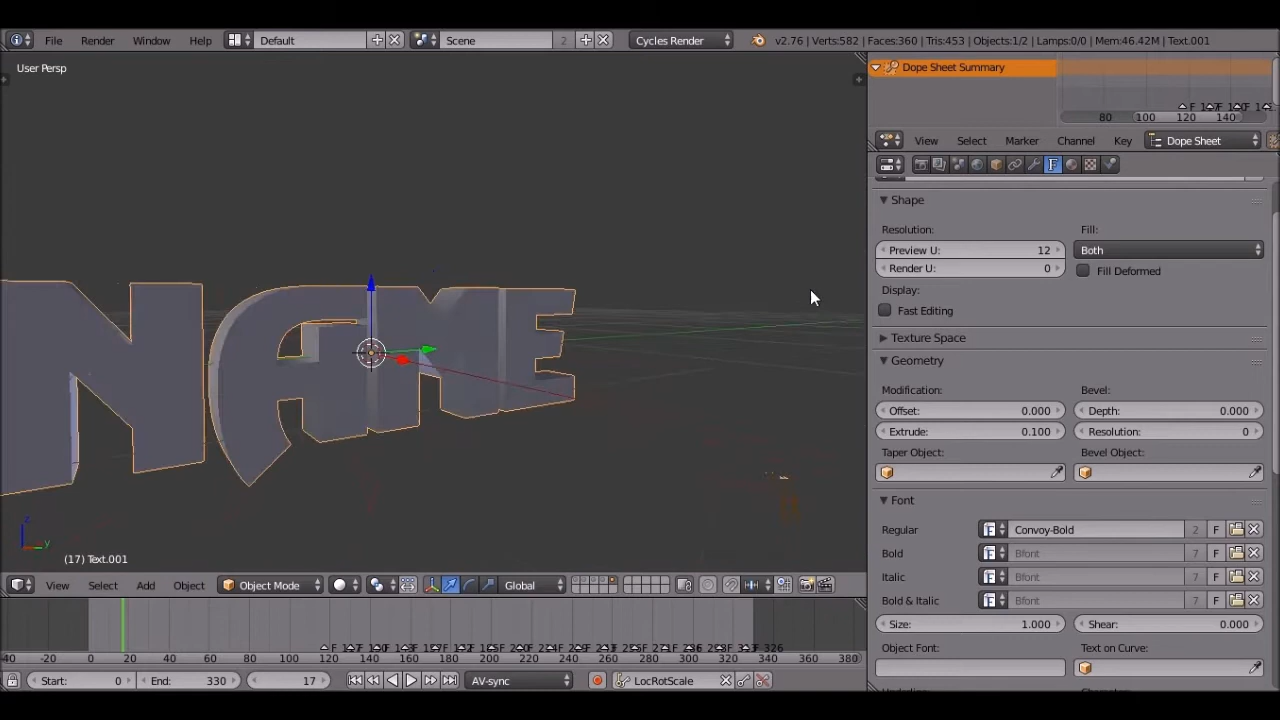 File Render Window Help Default Scene 2 Cycles Render v2.76 | Verts:582 | Faces:360 | Tris:453 | Objects:1/2 | Lamps:0/0 | Mem:46.42M | Text.001
User Persp
Dope Sheet Summary
80 100 120 140
View Select Marker Channel Key Dope Sheet
Shape
Resolution: Fill:
Preview U: 12 Both
Render U: 0 Fill Deformed
Display:
Fast Editing
Texture Space
Geometry
Modification: Bevel:
Offset: 0.000 Depth: 0.000
Extrude: 0.100 Resolution: 0
Taper Object: Bevel Object:
Font
Regular Convoy-Bold 2 F
Bold Bfont 7 F
Italic Bfont 7 F
Bold & Italic Bfont 7 F
Size: 1.000 Shear: 0.000
Object Font: Text on Curve:
NAME
z
y
(17) Text.001
View Select Add Object Object Mode Global
-40 -20 0 20 40 60 80 100 120 140 160 180 200 220 240 260 280 300 320 340 360 380
Start: 0 End: 330 17 AV-sync LocRotScale